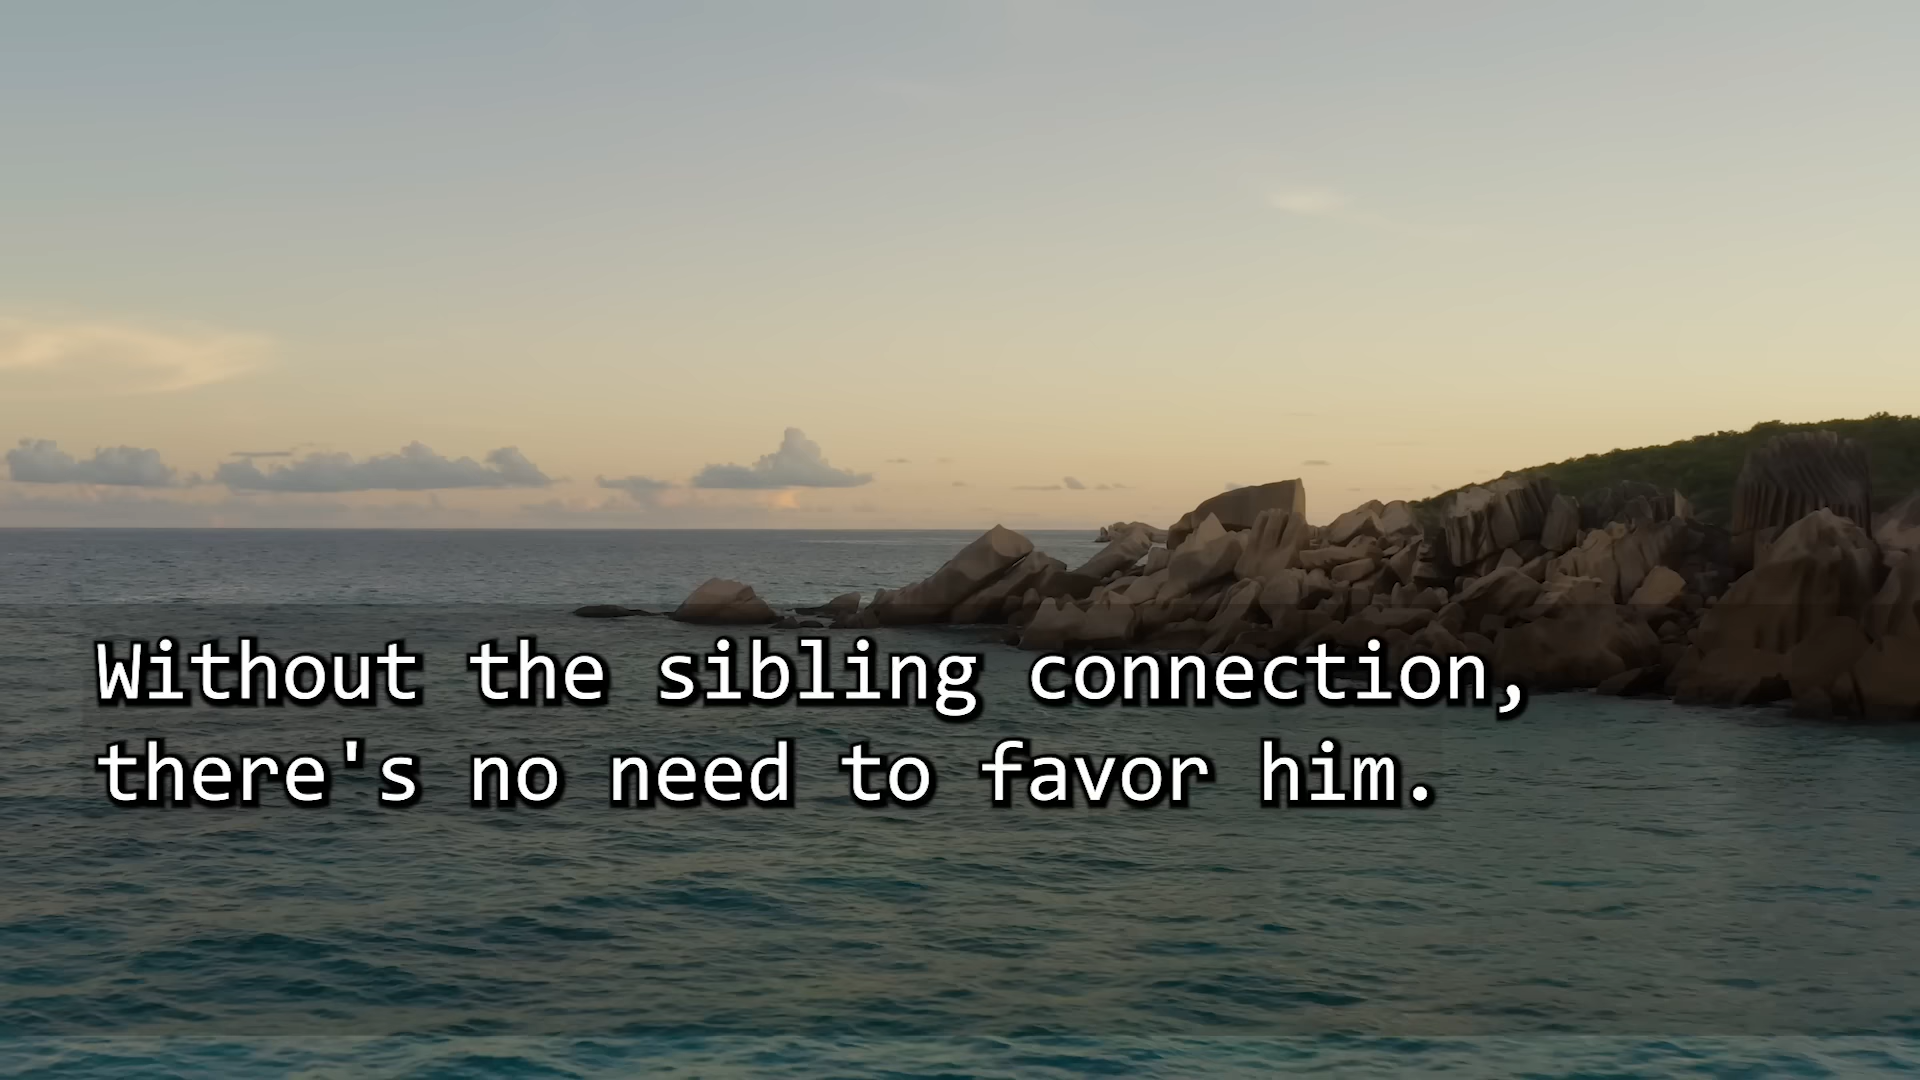 Without the sibling connection,
there's no need to favor him.